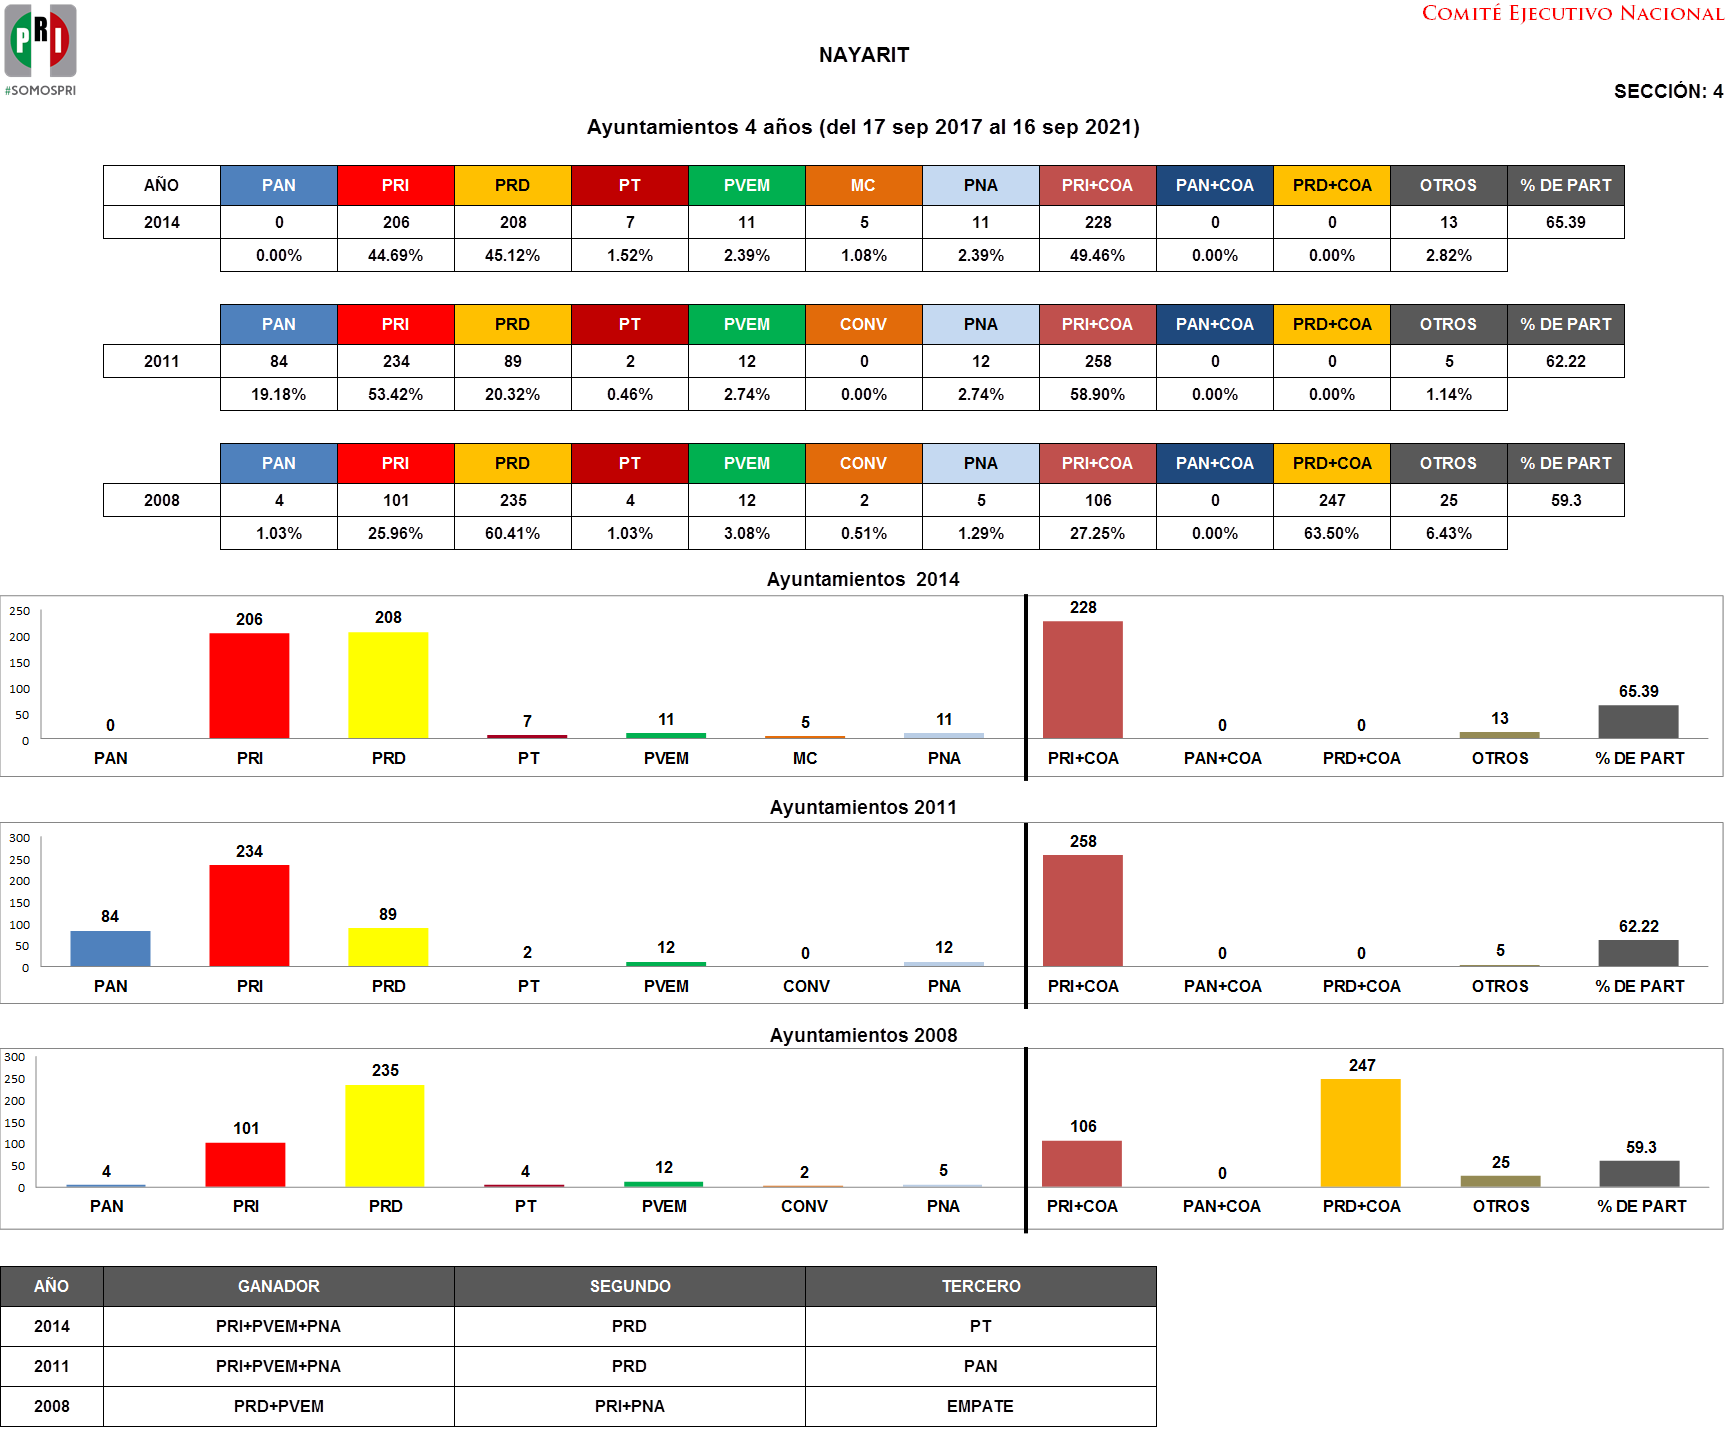 COMITÉ EJECUTIVO NACIONAL
PRI
#SOMOSPRI
NAYARIT
SECCIÓN: 4
Ayuntamientos 4 años (del 17 sep 2017 al 16 sep 2021)
AÑO PAN PRI PRD PT PVEM MC PNA PRI+COA PAN+COA PRD+COA OTROS % DE PART
2014 0 206 208 7 11 5 11 228 0 0 13 65.39
0.00% 44.69% 45.12% 1.52% 2.39% 1.08% 2.39% 49.46% 0.00% 0.00% 2.82%
PAN PRI PRD PT PVEM CONV PNA PRI+COA PAN+COA PRD+COA OTROS % DE PART
2011 84 234 89 2 12 0 12 258 0 0 5 62.22
19.18% 53.42% 20.32% 0.46% 2.74% 0.00% 2.74% 58.90% 0.00% 0.00% 1.14%
PAN PRI PRD PT PVEM CONV PNA PRI+COA PAN+COA PRD+COA OTROS % DE PART
2008 4 101 235 4 12 2 5 106 0 247 25 59.3
1.03% 25.96% 60.41% 1.03% 3.08% 0.51% 1.29% 27.25% 0.00% 63.50% 6.43%
Ayuntamientos 2014
250
200
150
100
50
0
0 206 208 7 11 5 11 228 0 0 13 65.39
PAN PRI PRD PT PVEM MC PNA PRI+COA PAN+COA PRD+COA OTROS % DE PART
Ayuntamientos 2011
300
250
200
150
100
50
0
84 234 89 2 12 0 12 258 0 0 5 62.22
PAN PRI PRD PT PVEM CONV PNA PRI+COA PAN+COA PRD+COA OTROS % DE PART
Ayuntamientos 2008
300
250
200
150
100
50
0
4 101 235 4 12 2 5 106 0 247 25 59.3
PAN PRI PRD PT PVEM CONV PNA PRI+COA PAN+COA PRD+COA OTROS % DE PART
AÑO GANADOR SEGUNDO TERCERO
2014 PRI+PVEM+PNA PRD PT
2011 PRI+PVEM+PNA PRD PAN
2008 PRD+PVEM PRI+PNA EMPATE